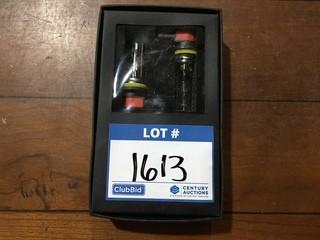 LOT #
1613
ClubBid
CENTURY
AUCTIONS